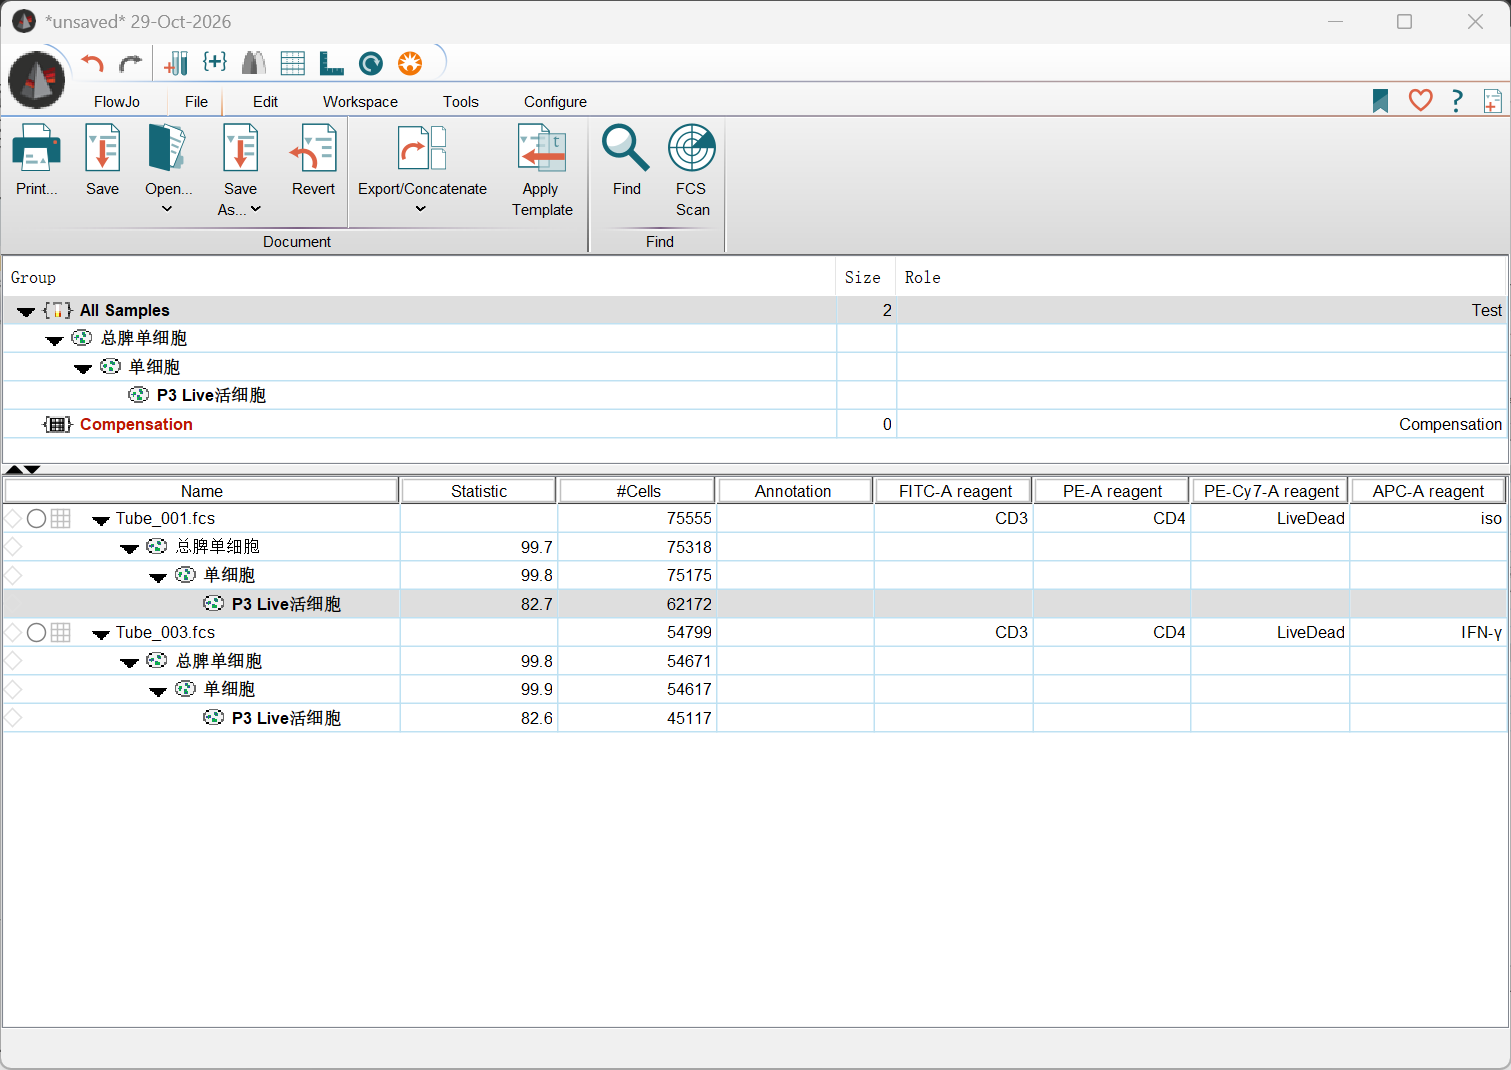 *unsaved* 29-Oct-2026
FlowJo File Edit Workspace Tools Configure
Print... Save Open... Save As... Revert Export/Concatenate Apply Template Find FCS Scan
Document Find
Group Size Role
All Samples 2 Test
总脾单细胞
单细胞
P3 Live活细胞
Compensation 0 Compensation
Name Statistic #Cells Annotation FITC-A reagent PE-A reagent PE-Cy7-A reagent APC-A reagent
Tube_001.fcs 75555 CD3 CD4 LiveDead iso
总脾单细胞 99.7 75318
单细胞 99.8 75175
P3 Live活细胞 82.7 62172
Tube_003.fcs 54799 CD3 CD4 LiveDead IFN-γ
总脾单细胞 99.8 54671
单细胞 99.9 54617
P3 Live活细胞 82.6 45117